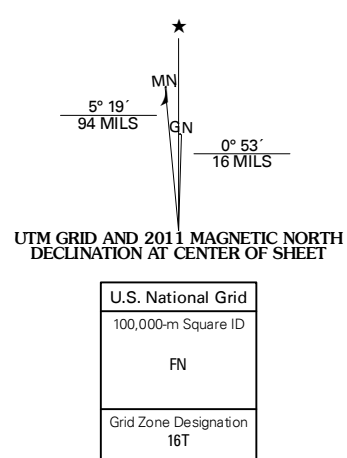 ★
MN
5° 19´
94 MILS
GN
0° 53´
16 MILS
UTM GRID AND 2011 MAGNETIC NORTH
DECLINATION AT CENTER OF SHEET
U.S. National Grid
100,000-m Square ID
FN
Grid Zone Designation
16T